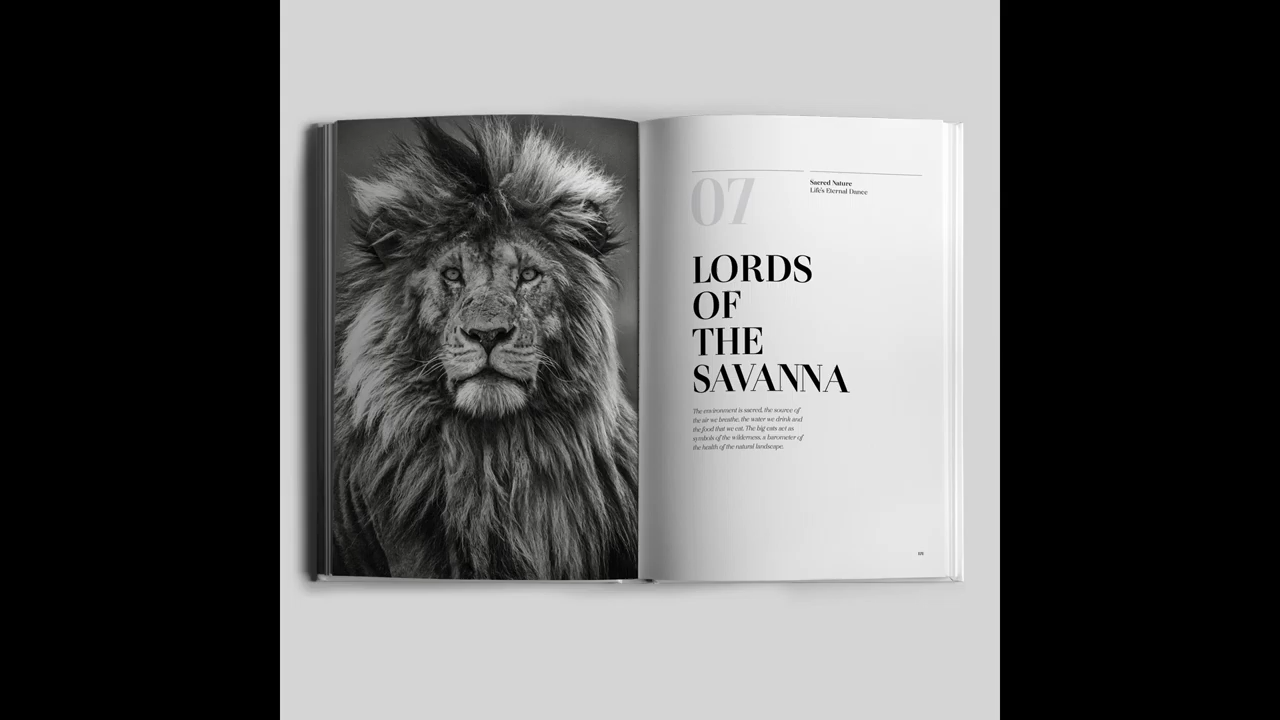 07
Sacred Nature
Life's Eternal Dance
LORDS
OF
THE
SAVANNA
The environment is sacred, the source of
the air we breathe, the water we drink and
the food that we eat. The big cats act as
symbols of the wilderness, a barometer of
the health of the natural landscape.